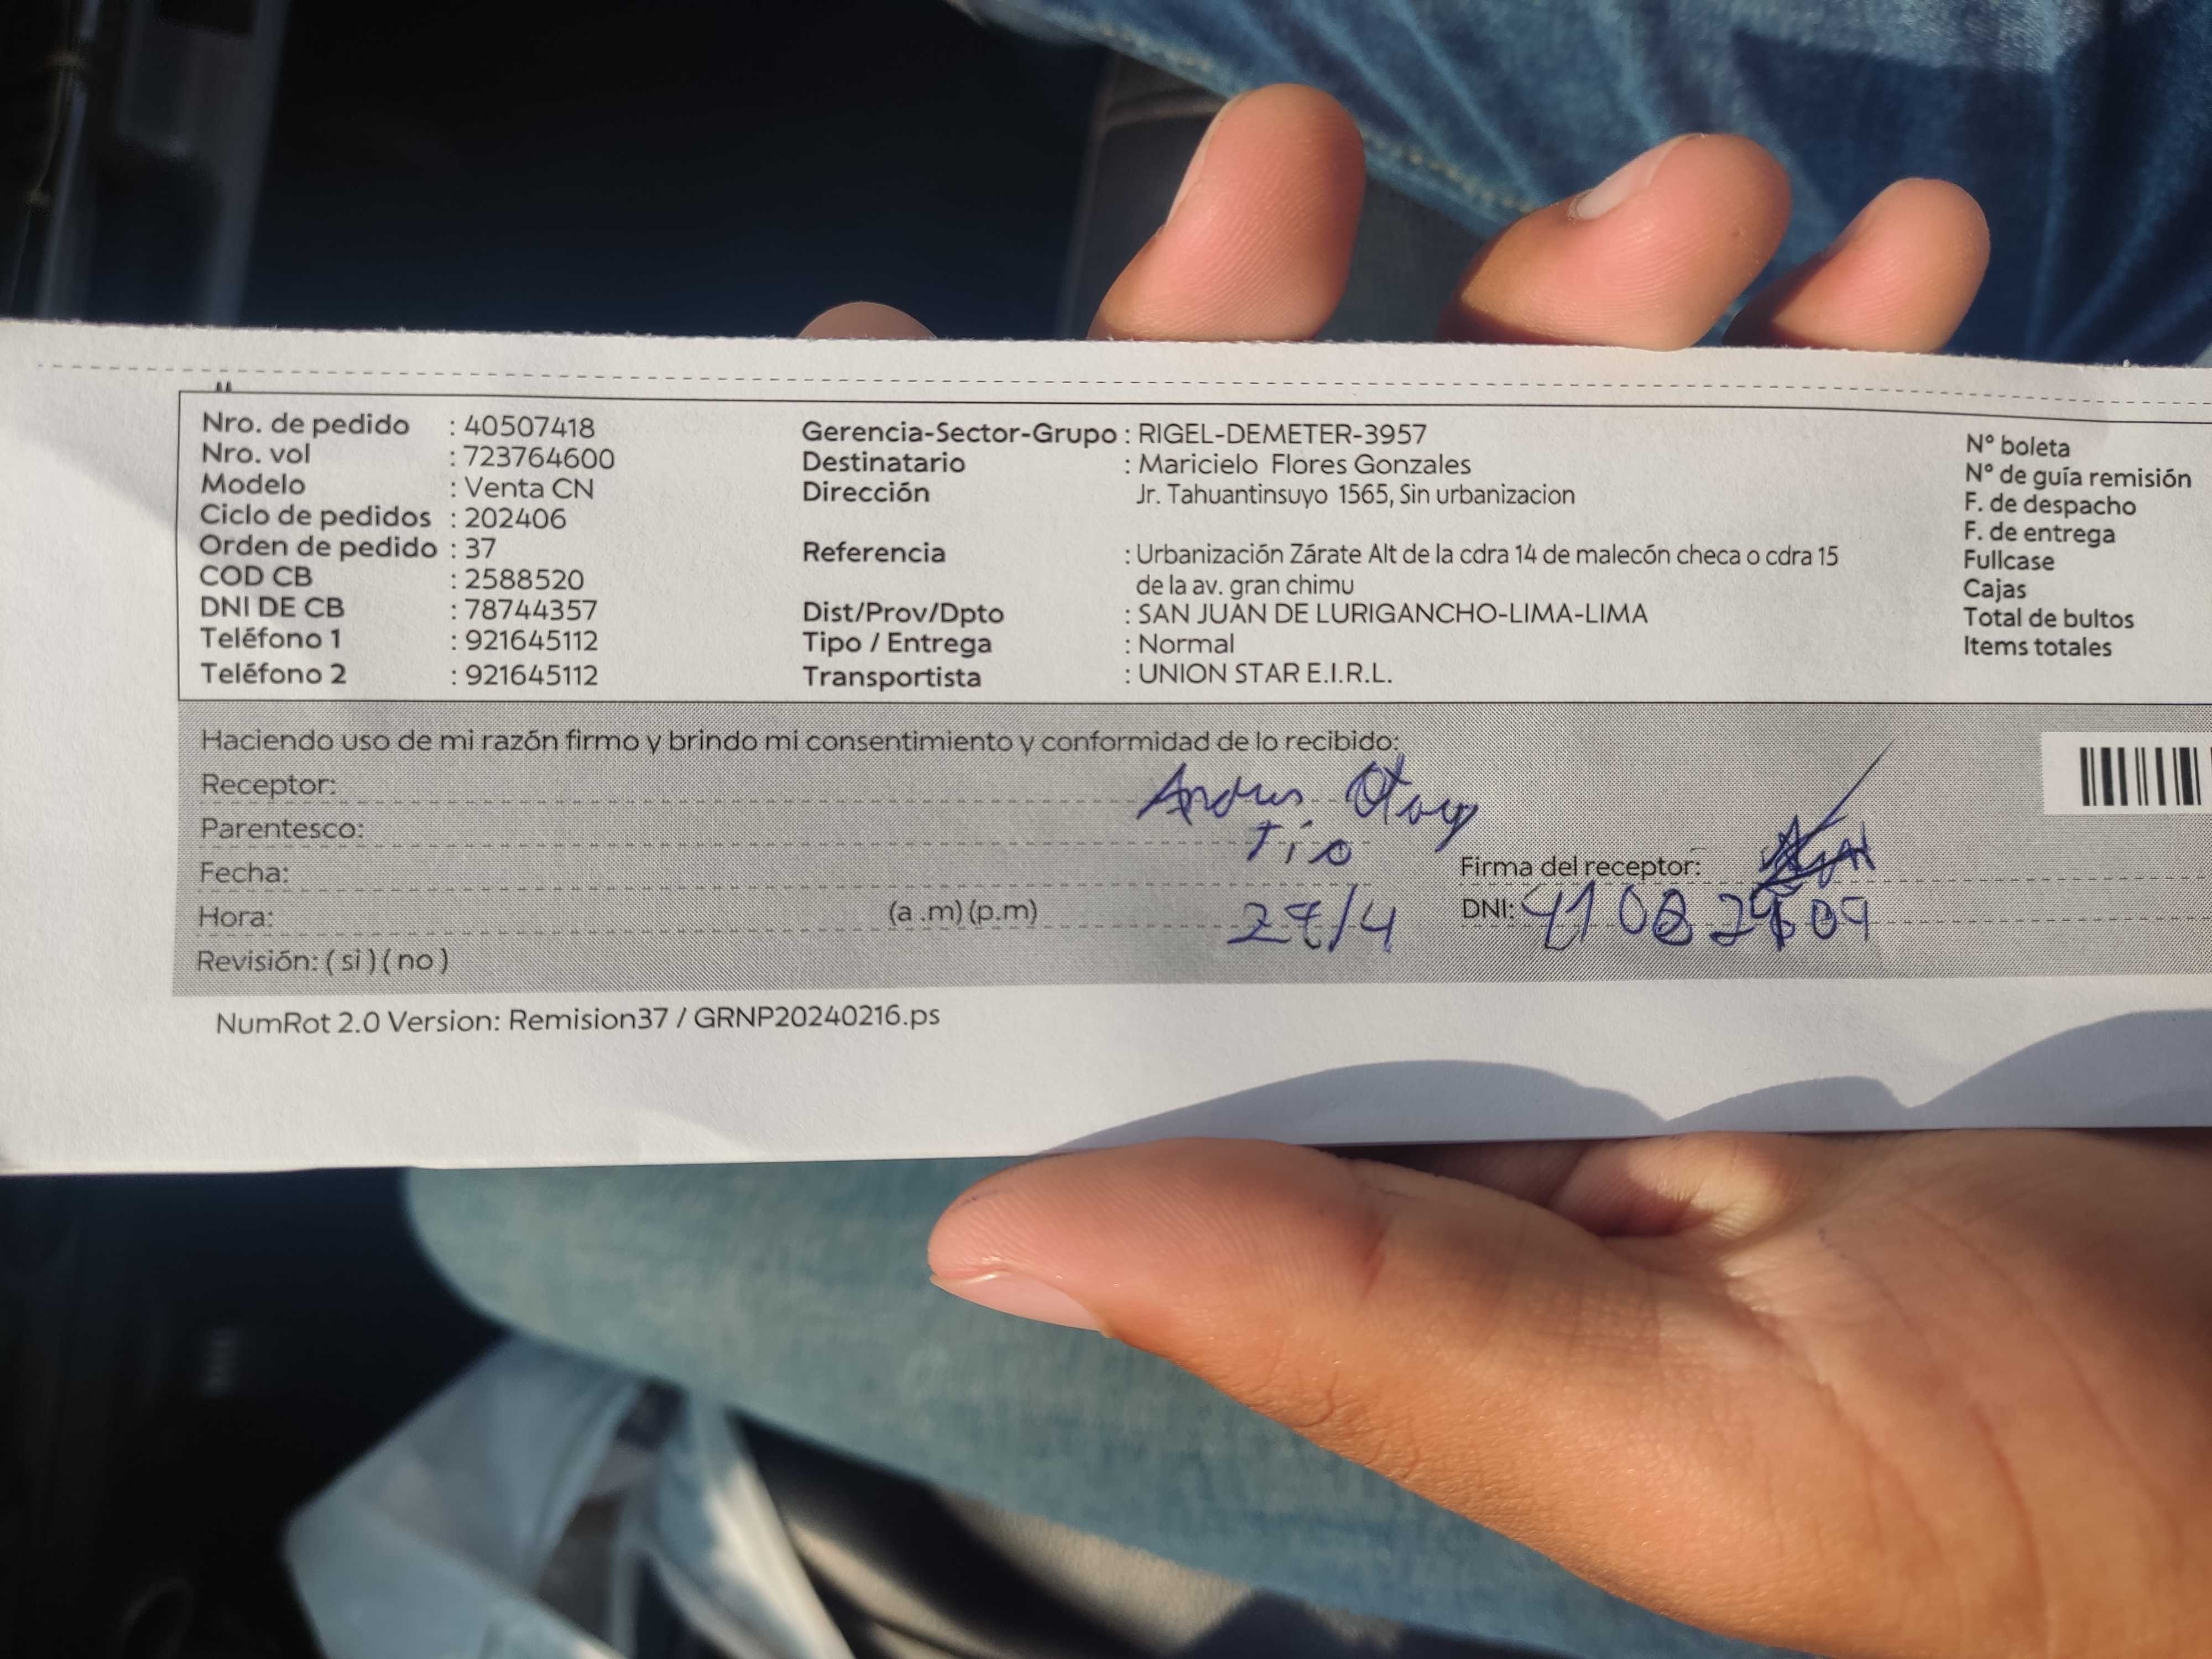 Nro. de pedido : 40507418
Nro. vol : 723764600
Modelo : Venta CN
Ciclo de pedidos : 202406
Orden de pedido : 37
COD CB : 2588520
DNI DE CB : 78744357
Teléfono 1 : 921645112
Teléfono 2 : 921645112
Gerencia-Sector-Grupo : RIGEL-DEMETER-3957
Destinatario : Maricielo Flores Gonzales
Dirección Jr. Tahuantinsuyo 1565, Sin urbanizacion
Referencia : Urbanización Zárate Alt de la cdra 14 de malecón checa o cdra 15
de la av. gran chimu
Dist/Prov/Dpto : SAN JUAN DE LURIGANCHO-LIMA-LIMA
Tipo / Entrega : Normal
Transportista : UNION STAR E.I.R.L.
N° boleta
N° de guía remisión
F. de despacho
F. de entrega
Fullcase
Cajas
Total de bultos
Items totales
Haciendo uso de mi razón firmo y brindo mi consentimiento y conformidad de lo recibido:
Receptor:
Parentesco: Tío
Fecha:
Hora: (a .m) (p.m) 27/4
Revisión: ( si ) ( no )
Firma del receptor:
DNI:
NumRot 2.0 Version: Remision37 / GRNP20240216.ps